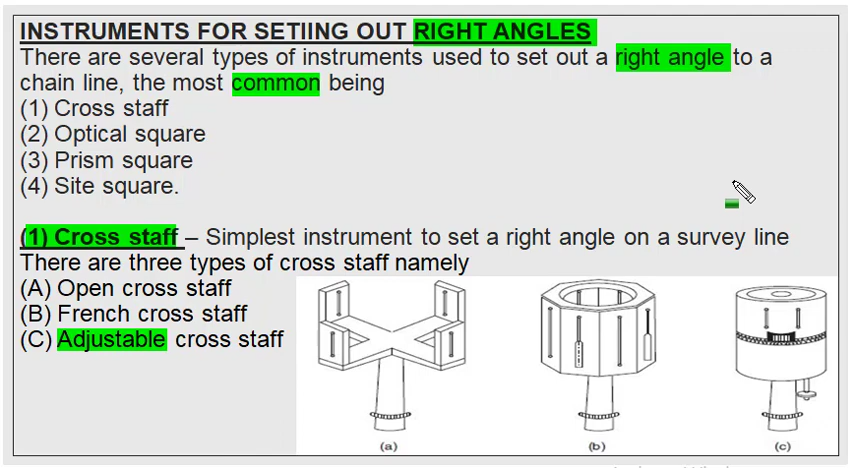 INSTRUMENTS FOR SETIING OUT RIGHT ANGLES
There are several types of instruments used to set out a right angle to a
chain line, the most common being
(1) Cross staff
(2) Optical square
(3) Prism square
(4) Site square.
(1) Cross staff – Simplest instrument to set a right angle on a survey line
There are three types of cross staff namely
(A) Open cross staff
(B) French cross staff
(C) Adjustable cross staff
(a) (b) (c)